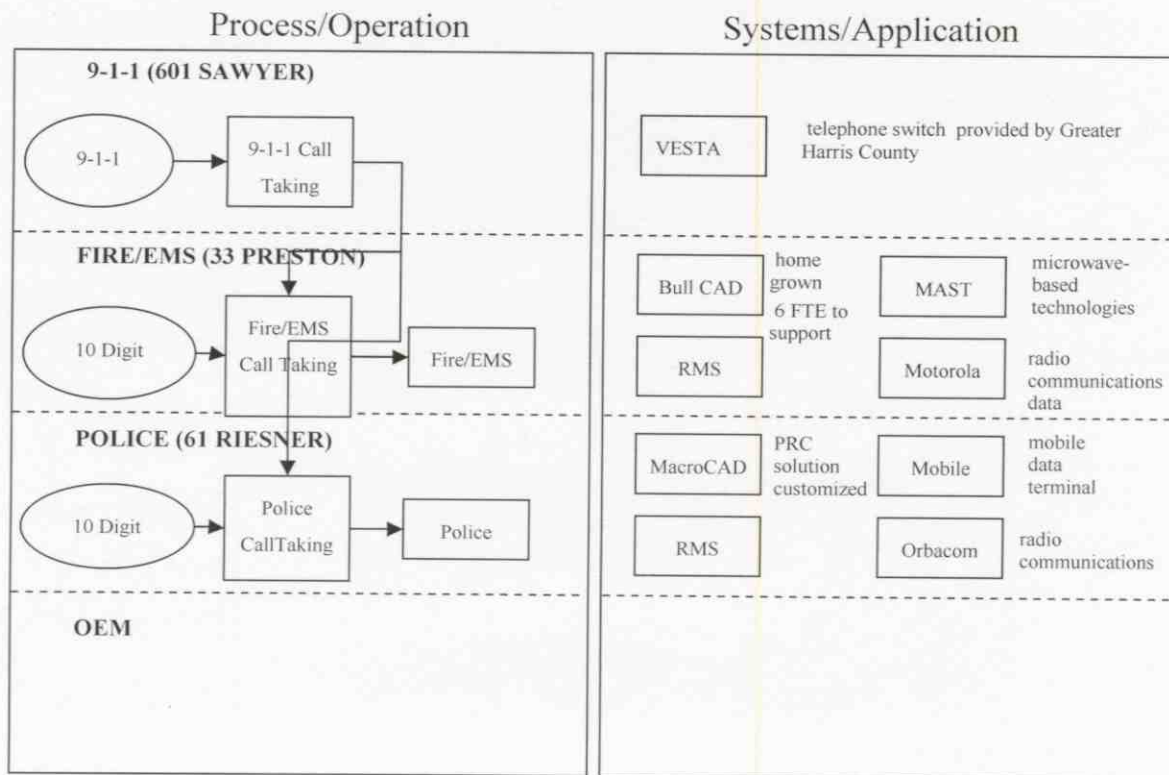 Process/Operation
9-1-1 (601 SAWYER)
9-1-1
9-1-1 Call
Taking
FIRE/EMS (33 PRESTON)
10 Digit
Fire/EMS
Call Taking
Fire/EMS
POLICE (61 RIESNER)
10 Digit
Police
CallTaking
Police
OEM
Systems/Application
VESTA
telephone switch provided by Greater
Harris County
Bull CAD
home
grown
6 FTE to
support
MAST
microwave-
based
technologies
RMS
Motorola
radio
communications
data
MacroCAD
PRC
solution
customized
Mobile
mobile
data
terminal
RMS
Orbacom
radio
communications